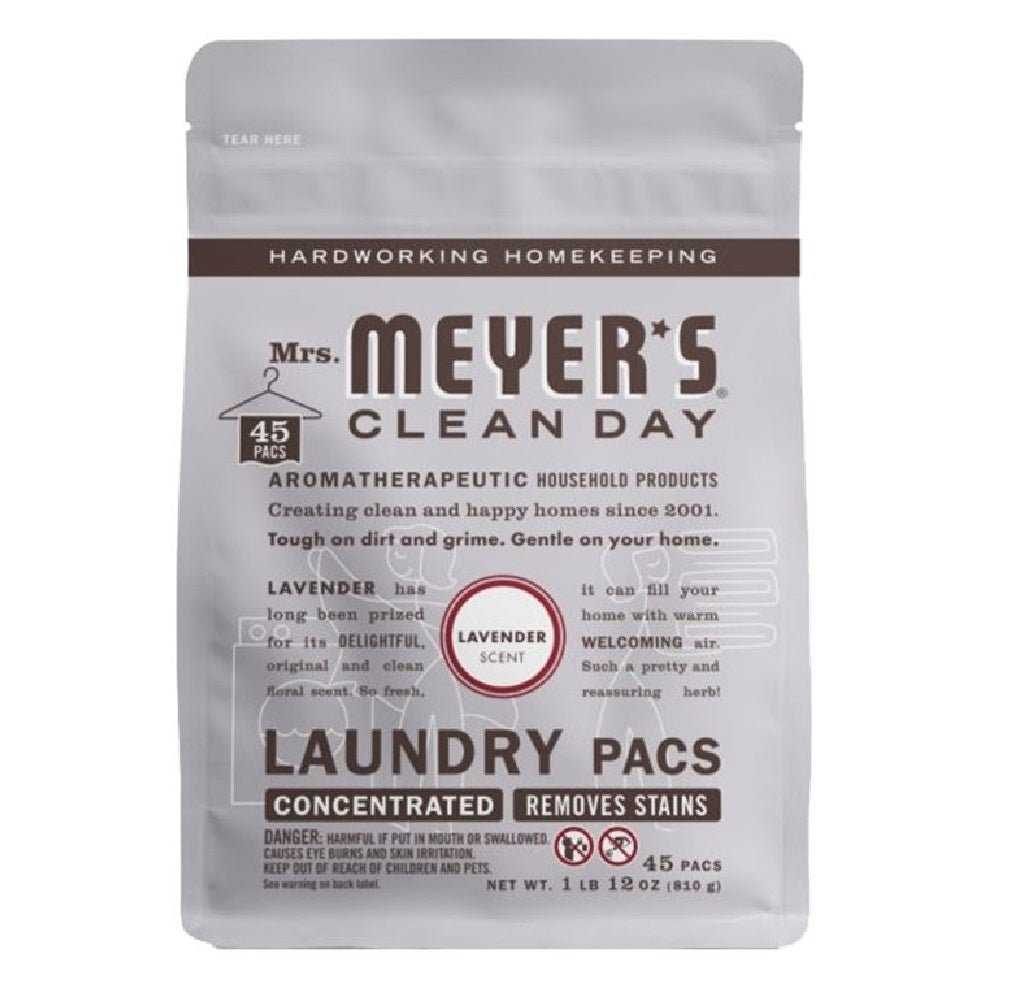 TEAR HERE
HARDWORKING HOMEKEEPING
Mrs. MEYER'S®
CLEAN DAY
45
PACS
AROMATHERAPEUTIC HOUSEHOLD PRODUCTS
Creating clean and happy homes since 2001.
Tough on dirt and grime. Gentle on your home.
LAVENDER has
long been prized
for its DELIGHTFUL,
original and clean
floral scent. So fresh,
LAVENDER
SCENT
it can fill your
home with warm
WELCOMING air.
Such a pretty and
reassuring herb!
LAUNDRY PACS
CONCENTRATED REMOVES STAINS
DANGER: HARMFUL IF PUT IN MOUTH OR SWALLOWED.
CAUSES EYE BURNS AND SKIN IRRITATION.
KEEP OUT OF REACH OF CHILDREN AND PETS.
See warning on back label.
45 PACS
NET WT. 1 LB 12 OZ (810 g)